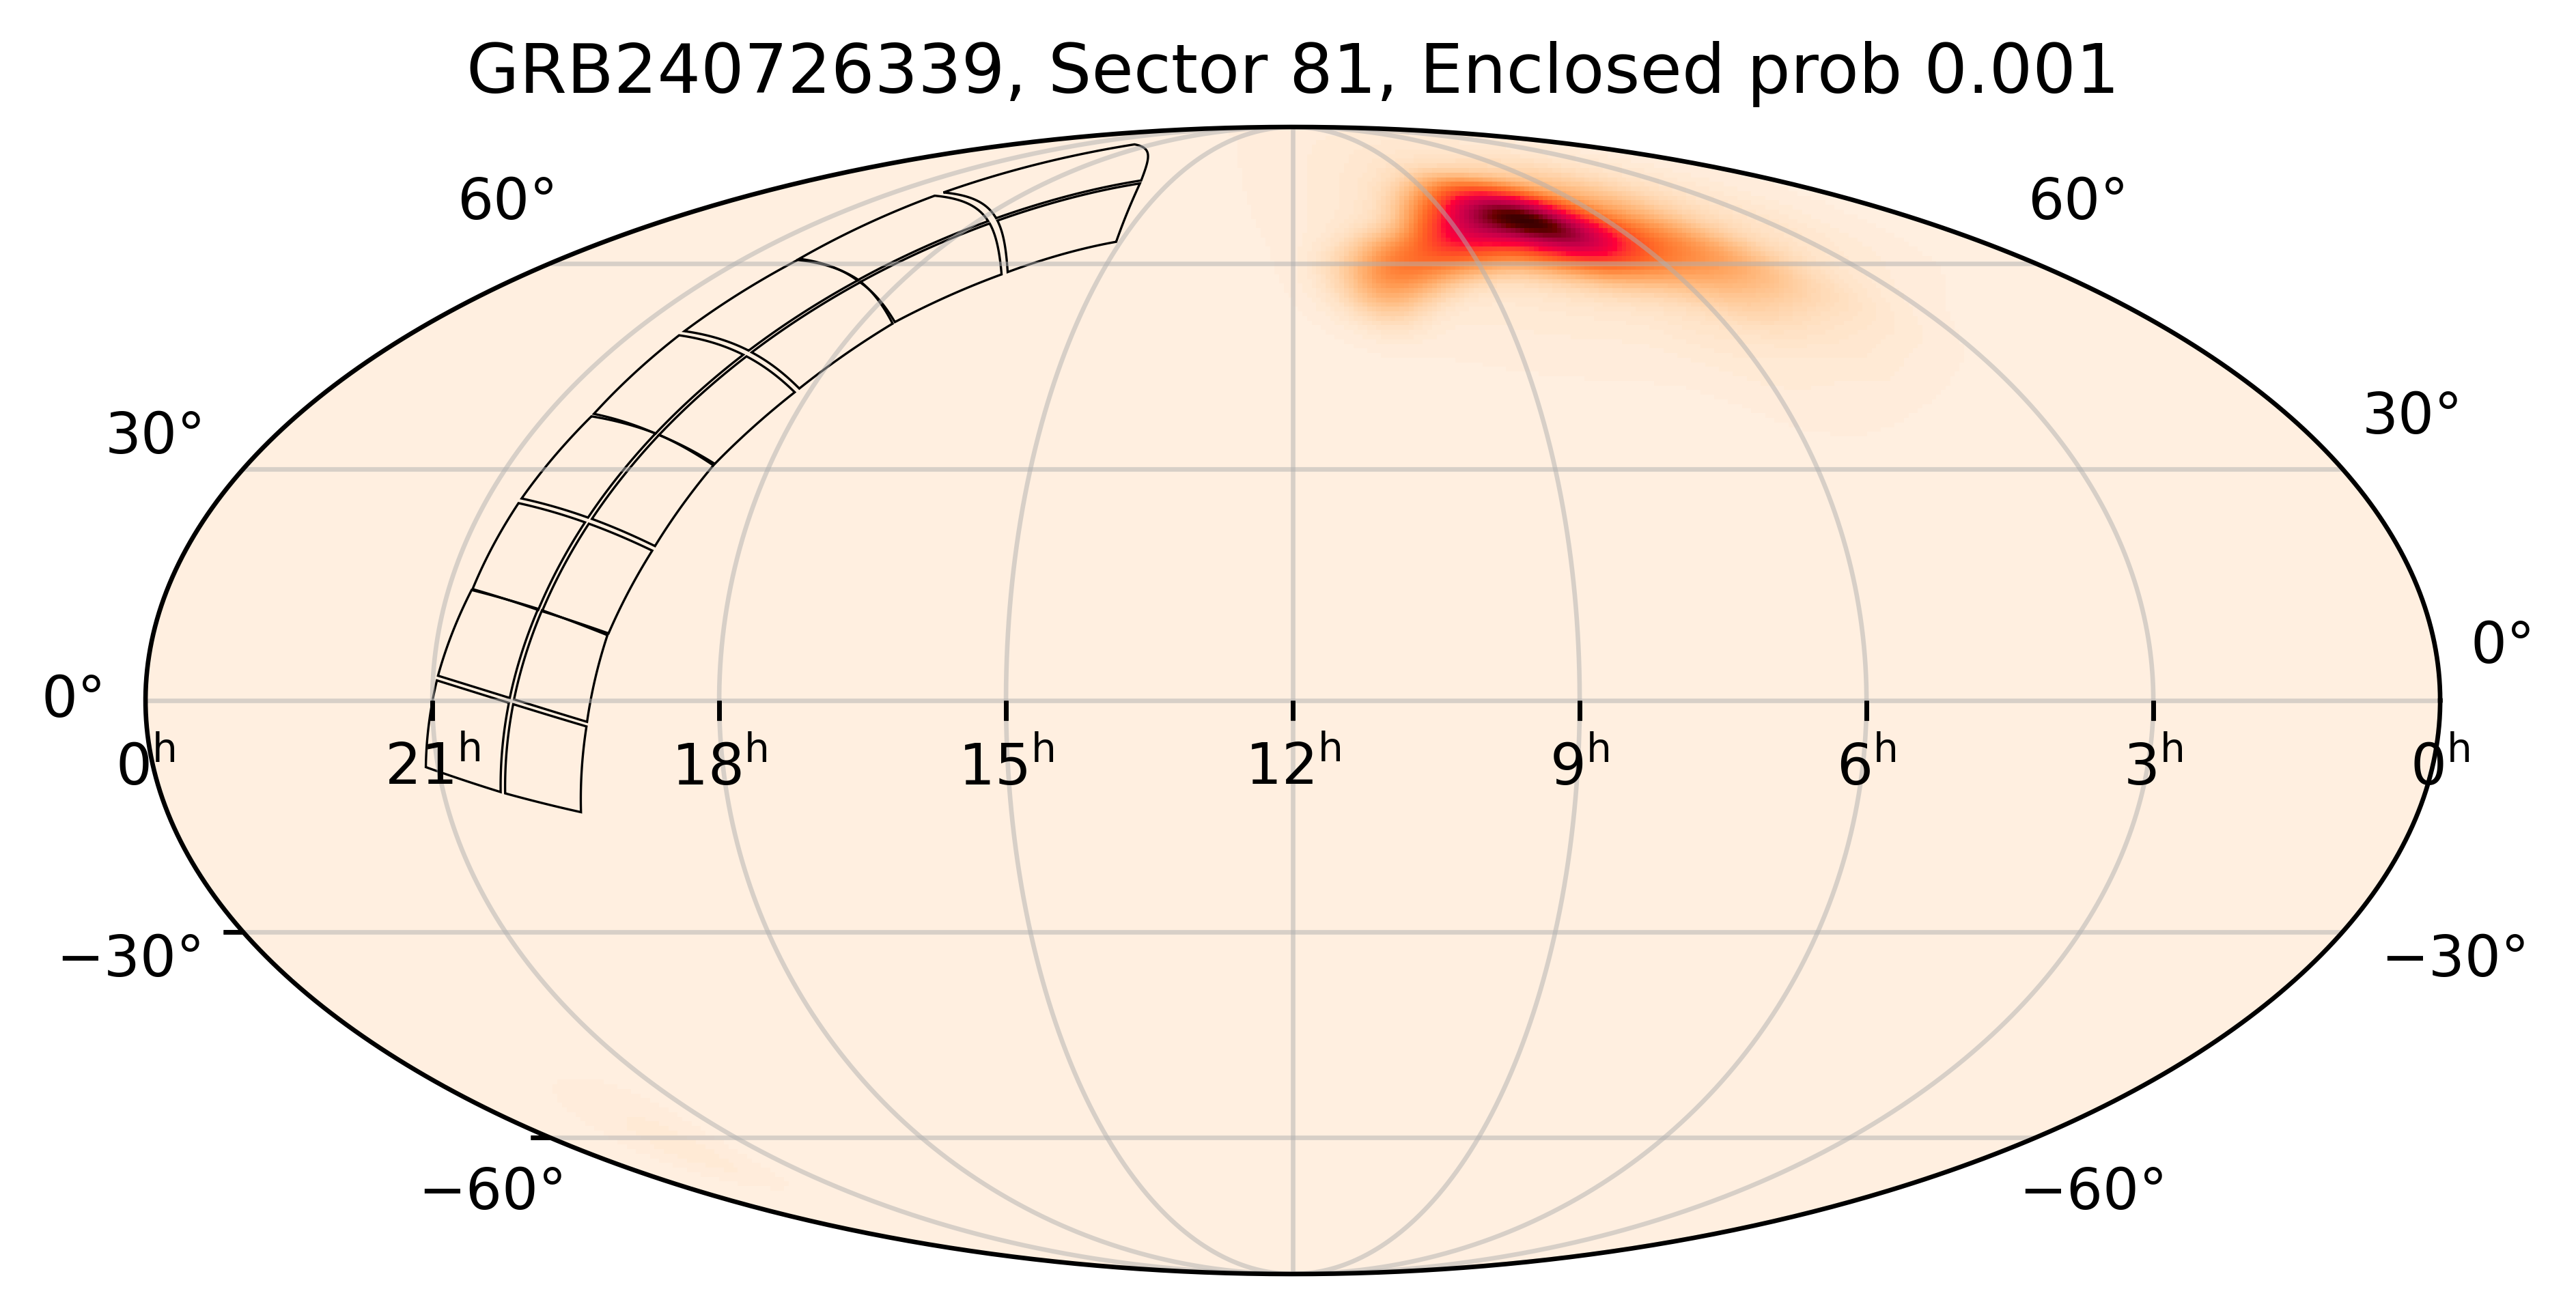 GRB240726339, Sector 81, Enclosed prob 0.001
60° 60°
30° 30°
0° 0°
0ʰ 21ʰ 18ʰ 15ʰ 12ʰ 9ʰ 6ʰ 3ʰ 0ʰ
−30° −30°
−60° −60°